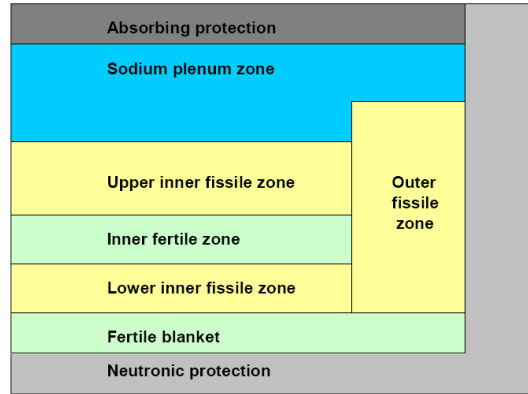 Absorbing protection
Sodium plenum zone
Upper inner fissile zone
Outer
fissile
zone
Inner fertile zone
Lower inner fissile zone
Fertile blanket
Neutronic protection